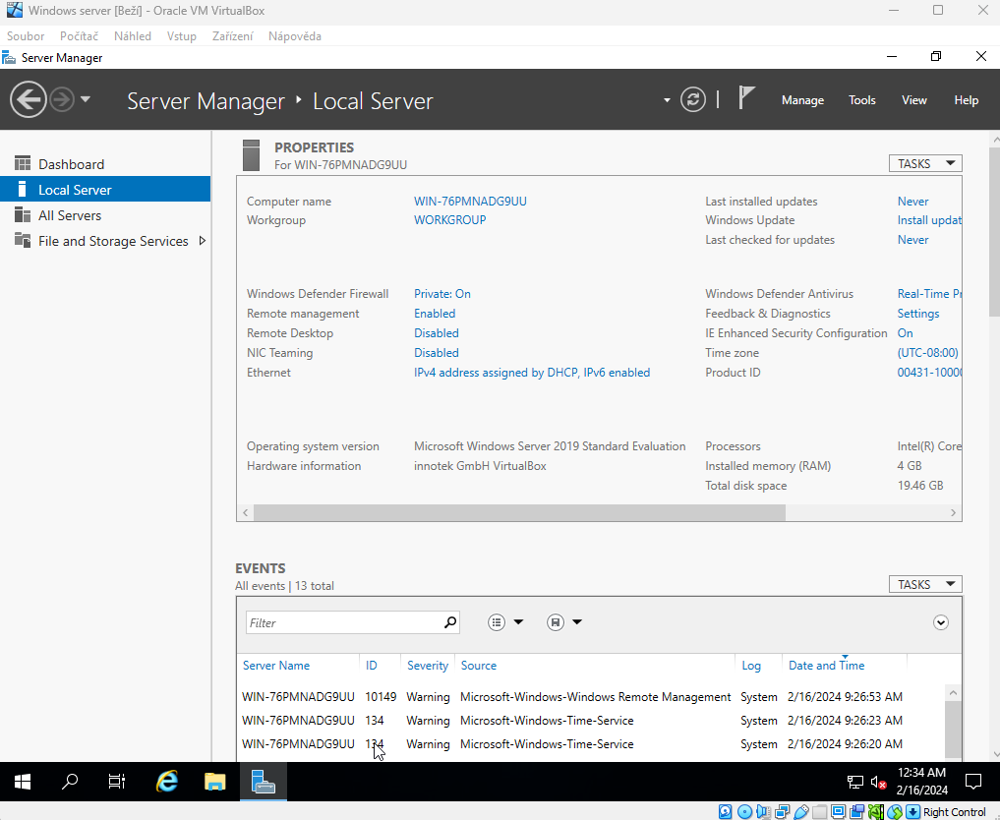 Windows server [Beží] - Oracle VM VirtualBox
Soubor Počítač Náhled Vstup Zařízení Nápověda
Server Manager
Server Manager Local Server
Manage Tools View Help
Dashboard
Local Server
All Servers
File and Storage Services
PROPERTIES
For WIN-76PMNADG9UU
TASKS
Computer name WIN-76PMNADG9UU Last installed updates Never
Workgroup WORKGROUP Windows Update Install updat
Last checked for updates Never
Windows Defender Firewall Private: On Windows Defender Antivirus Real-Time Pr
Remote management Enabled Feedback & Diagnostics Settings
Remote Desktop Disabled IE Enhanced Security Configuration On
NIC Teaming Disabled Time zone (UTC-08:00)
Ethernet IPv4 address assigned by DHCP, IPv6 enabled Product ID 00431-1000
Operating system version Microsoft Windows Server 2019 Standard Evaluation Processors Intel(R) Core
Hardware information innotek GmbH VirtualBox Installed memory (RAM) 4 GB
Total disk space 19.46 GB
EVENTS
All events | 13 total
TASKS
Filter
Server Name ID Severity Source Log Date and Time
WIN-76PMNADG9UU 10149 Warning Microsoft-Windows-Windows Remote Management System 2/16/2024 9:26:53 AM
WIN-76PMNADG9UU 134 Warning Microsoft-Windows-Time-Service System 2/16/2024 9:26:23 AM
WIN-76PMNADG9UU 134 Warning Microsoft-Windows-Time-Service System 2/16/2024 9:26:20 AM
12:34 AM
2/16/2024
Right Control